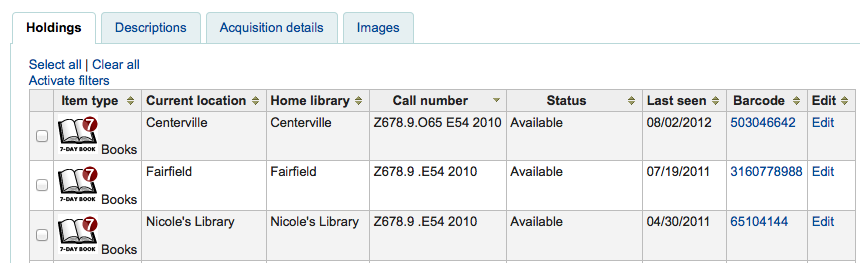 Holdings Descriptions Acquisition details Images
Select all | Clear all
Activate filters
Item type Current location Home library Call number Status Last seen Barcode Edit
7
7-DAY BOOK Books Centerville Centerville Z678.9.O65 E54 2010 Available 08/02/2012 503046642 Edit
7
7-DAY BOOK Books Fairfield Fairfield Z678.9 .E54 2010 Available 07/19/2011 3160778988 Edit
7
7-DAY BOOK Books Nicole's Library Nicole's Library Z678.9 .E54 2010 Available 04/30/2011 65104144 Edit